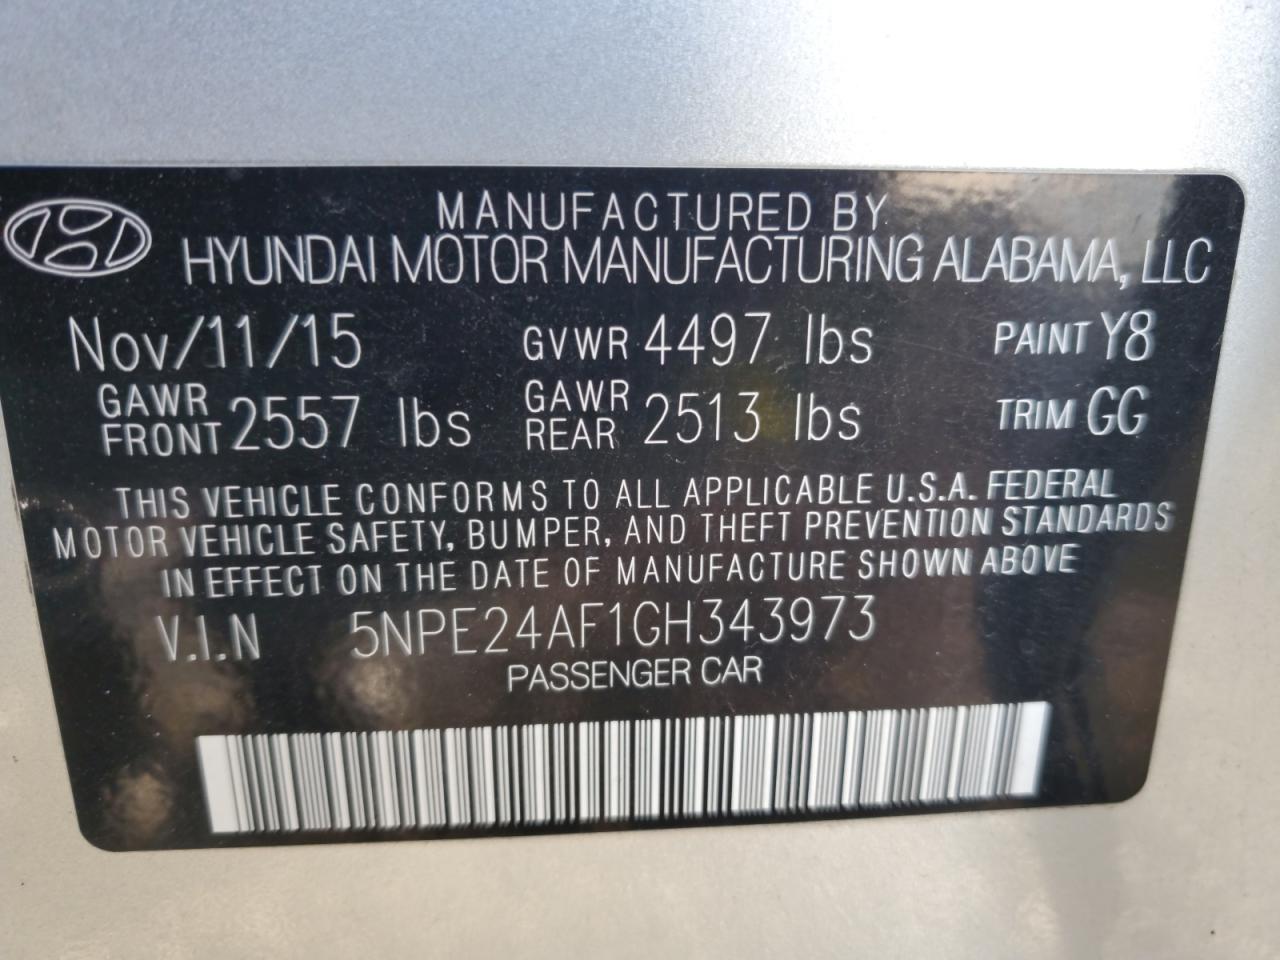 MANUFACTURED BY
HYUNDAI MOTOR MANUFACTURING ALABAMA, LLC
Nov/11/15 GVWR 4497 lbs PAINT Y8
GAWR FRONT 2557 lbs GAWR REAR 2513 lbs TRIM GG
THIS VEHICLE CONFORMS TO ALL APPLICABLE U.S.A. FEDERAL
MOTOR VEHICLE SAFETY, BUMPER, AND THEFT PREVENTION STANDARDS
IN EFFECT ON THE DATE OF MANUFACTURE SHOWN ABOVE
V.I.N 5NPE24AF1GH343973
PASSENGER CAR